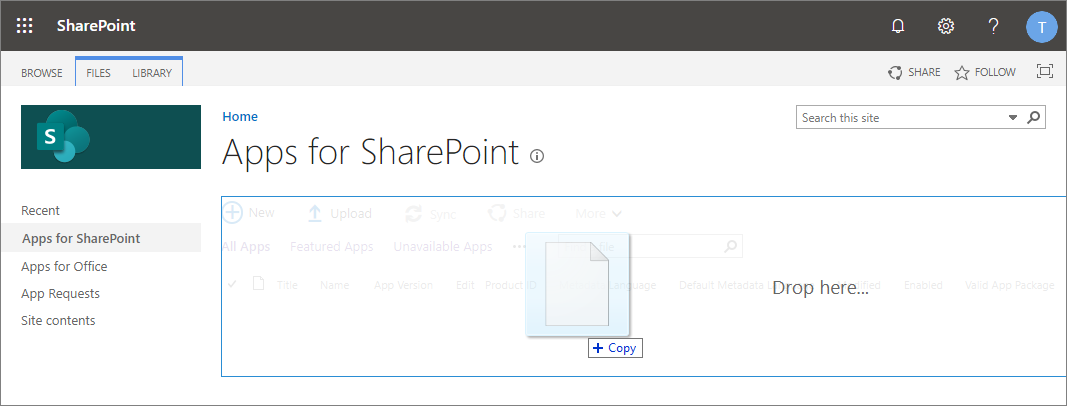 SharePoint
T
BROWSE FILES LIBRARY SHARE FOLLOW
S
Home
Search this site
Apps for SharePoint
Recent
Apps for SharePoint
Apps for Office
App Requests
Site contents
New Upload Sync Share More
All Apps Featured Apps Unavailable Apps ••• file
Title Name App Version Edit Product ID Language Default Metadata Enabled Valid App Package
Drop here...
Copy